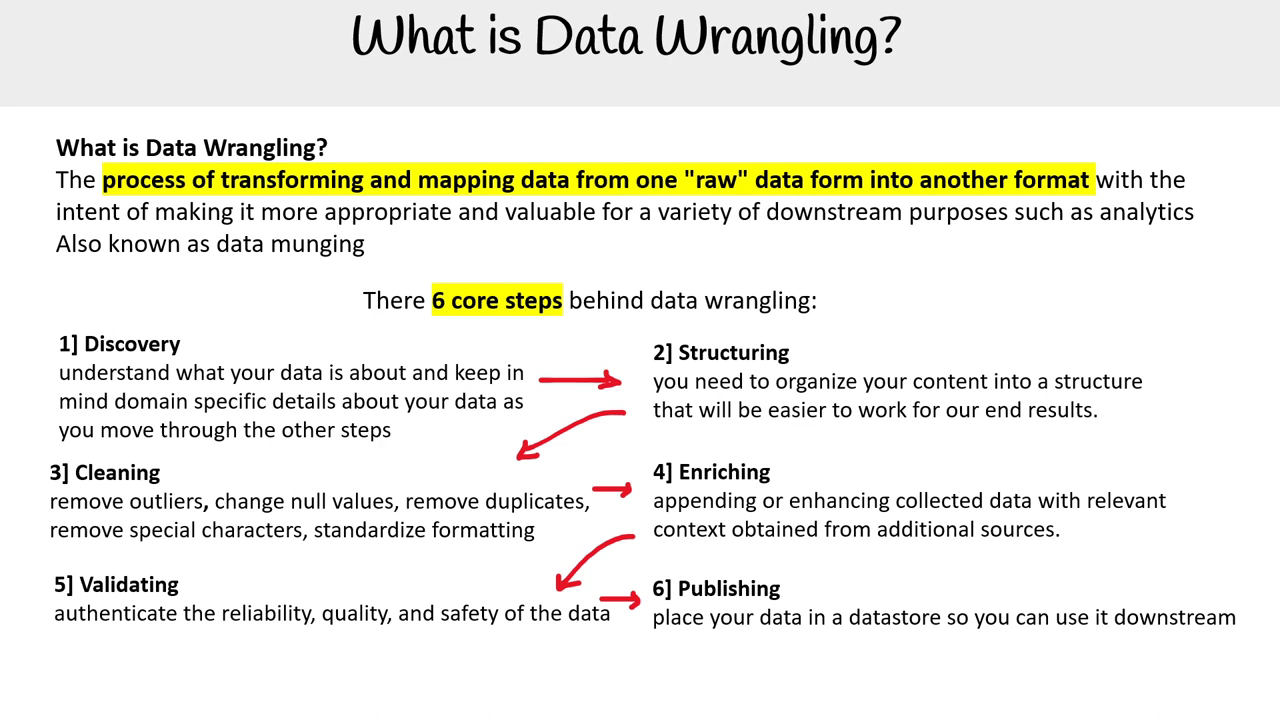 What is Data Wrangling?
What is Data Wrangling?
The process of transforming and mapping data from one "raw" data form into another format with the
intent of making it more appropriate and valuable for a variety of downstream purposes such as analytics
Also known as data munging
There 6 core steps behind data wrangling:
1] Discovery
understand what your data is about and keep in
mind domain specific details about your data as
you move through the other steps
2] Structuring
you need to organize your content into a structure
that will be easier to work for our end results.
3] Cleaning
remove outliers, change null values, remove duplicates,
remove special characters, standardize formatting
4] Enriching
appending or enhancing collected data with relevant
context obtained from additional sources.
5] Validating
authenticate the reliability, quality, and safety of the data
6] Publishing
place your data in a datastore so you can use it downstream